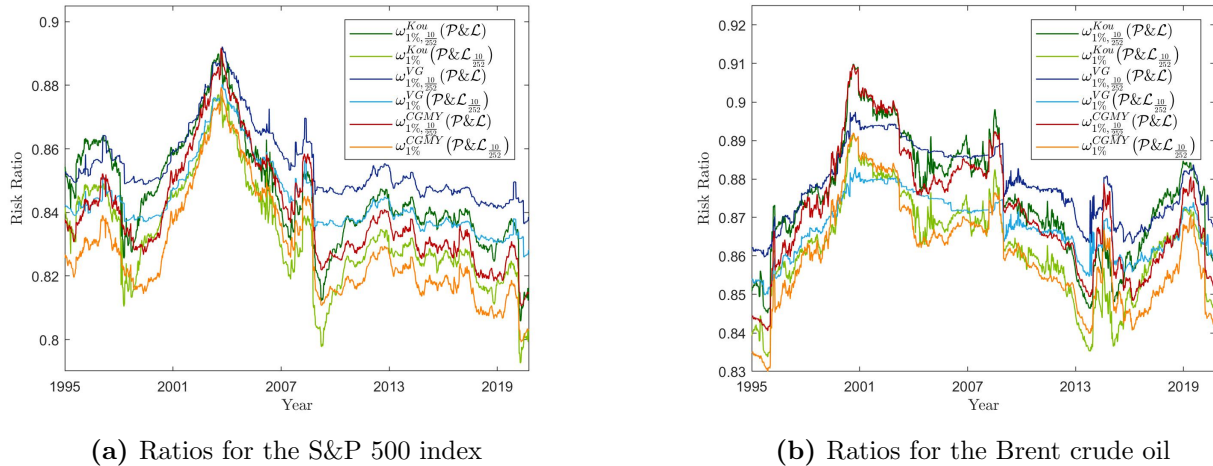 0.9
0.88
0.86
0.84
0.82
0.8
Risk Ratio
1995 2001 2007 2013 2019
Year
ω^{Kou}_{1%, 10/252}(P&L)
ω^{Kou}_{1%}(P&L_{10/252})
ω^{VG}_{1%, 10/252}(P&L)
ω^{VG}_{1%}(P&L_{10/252})
ω^{CGMY}_{1%, 10/252}(P&L)
ω^{CGMY}_{1%}(P&L_{10/252})
(a) Ratios for the S&P 500 index
0.92
0.91
0.9
0.89
0.88
0.87
0.86
0.85
0.84
0.83
Risk Ratio
1995 2001 2007 2013 2019
Year
ω^{Kou}_{1%, 10/252}(P&L)
ω^{Kou}_{1%}(P&L_{10/252})
ω^{VG}_{1%, 10/252}(P&L)
ω^{VG}_{1%}(P&L_{10/252})
ω^{CGMY}_{1%, 10/252}(P&L)
ω^{CGMY}_{1%}(P&L_{10/252})
(b) Ratios for the Brent crude oil